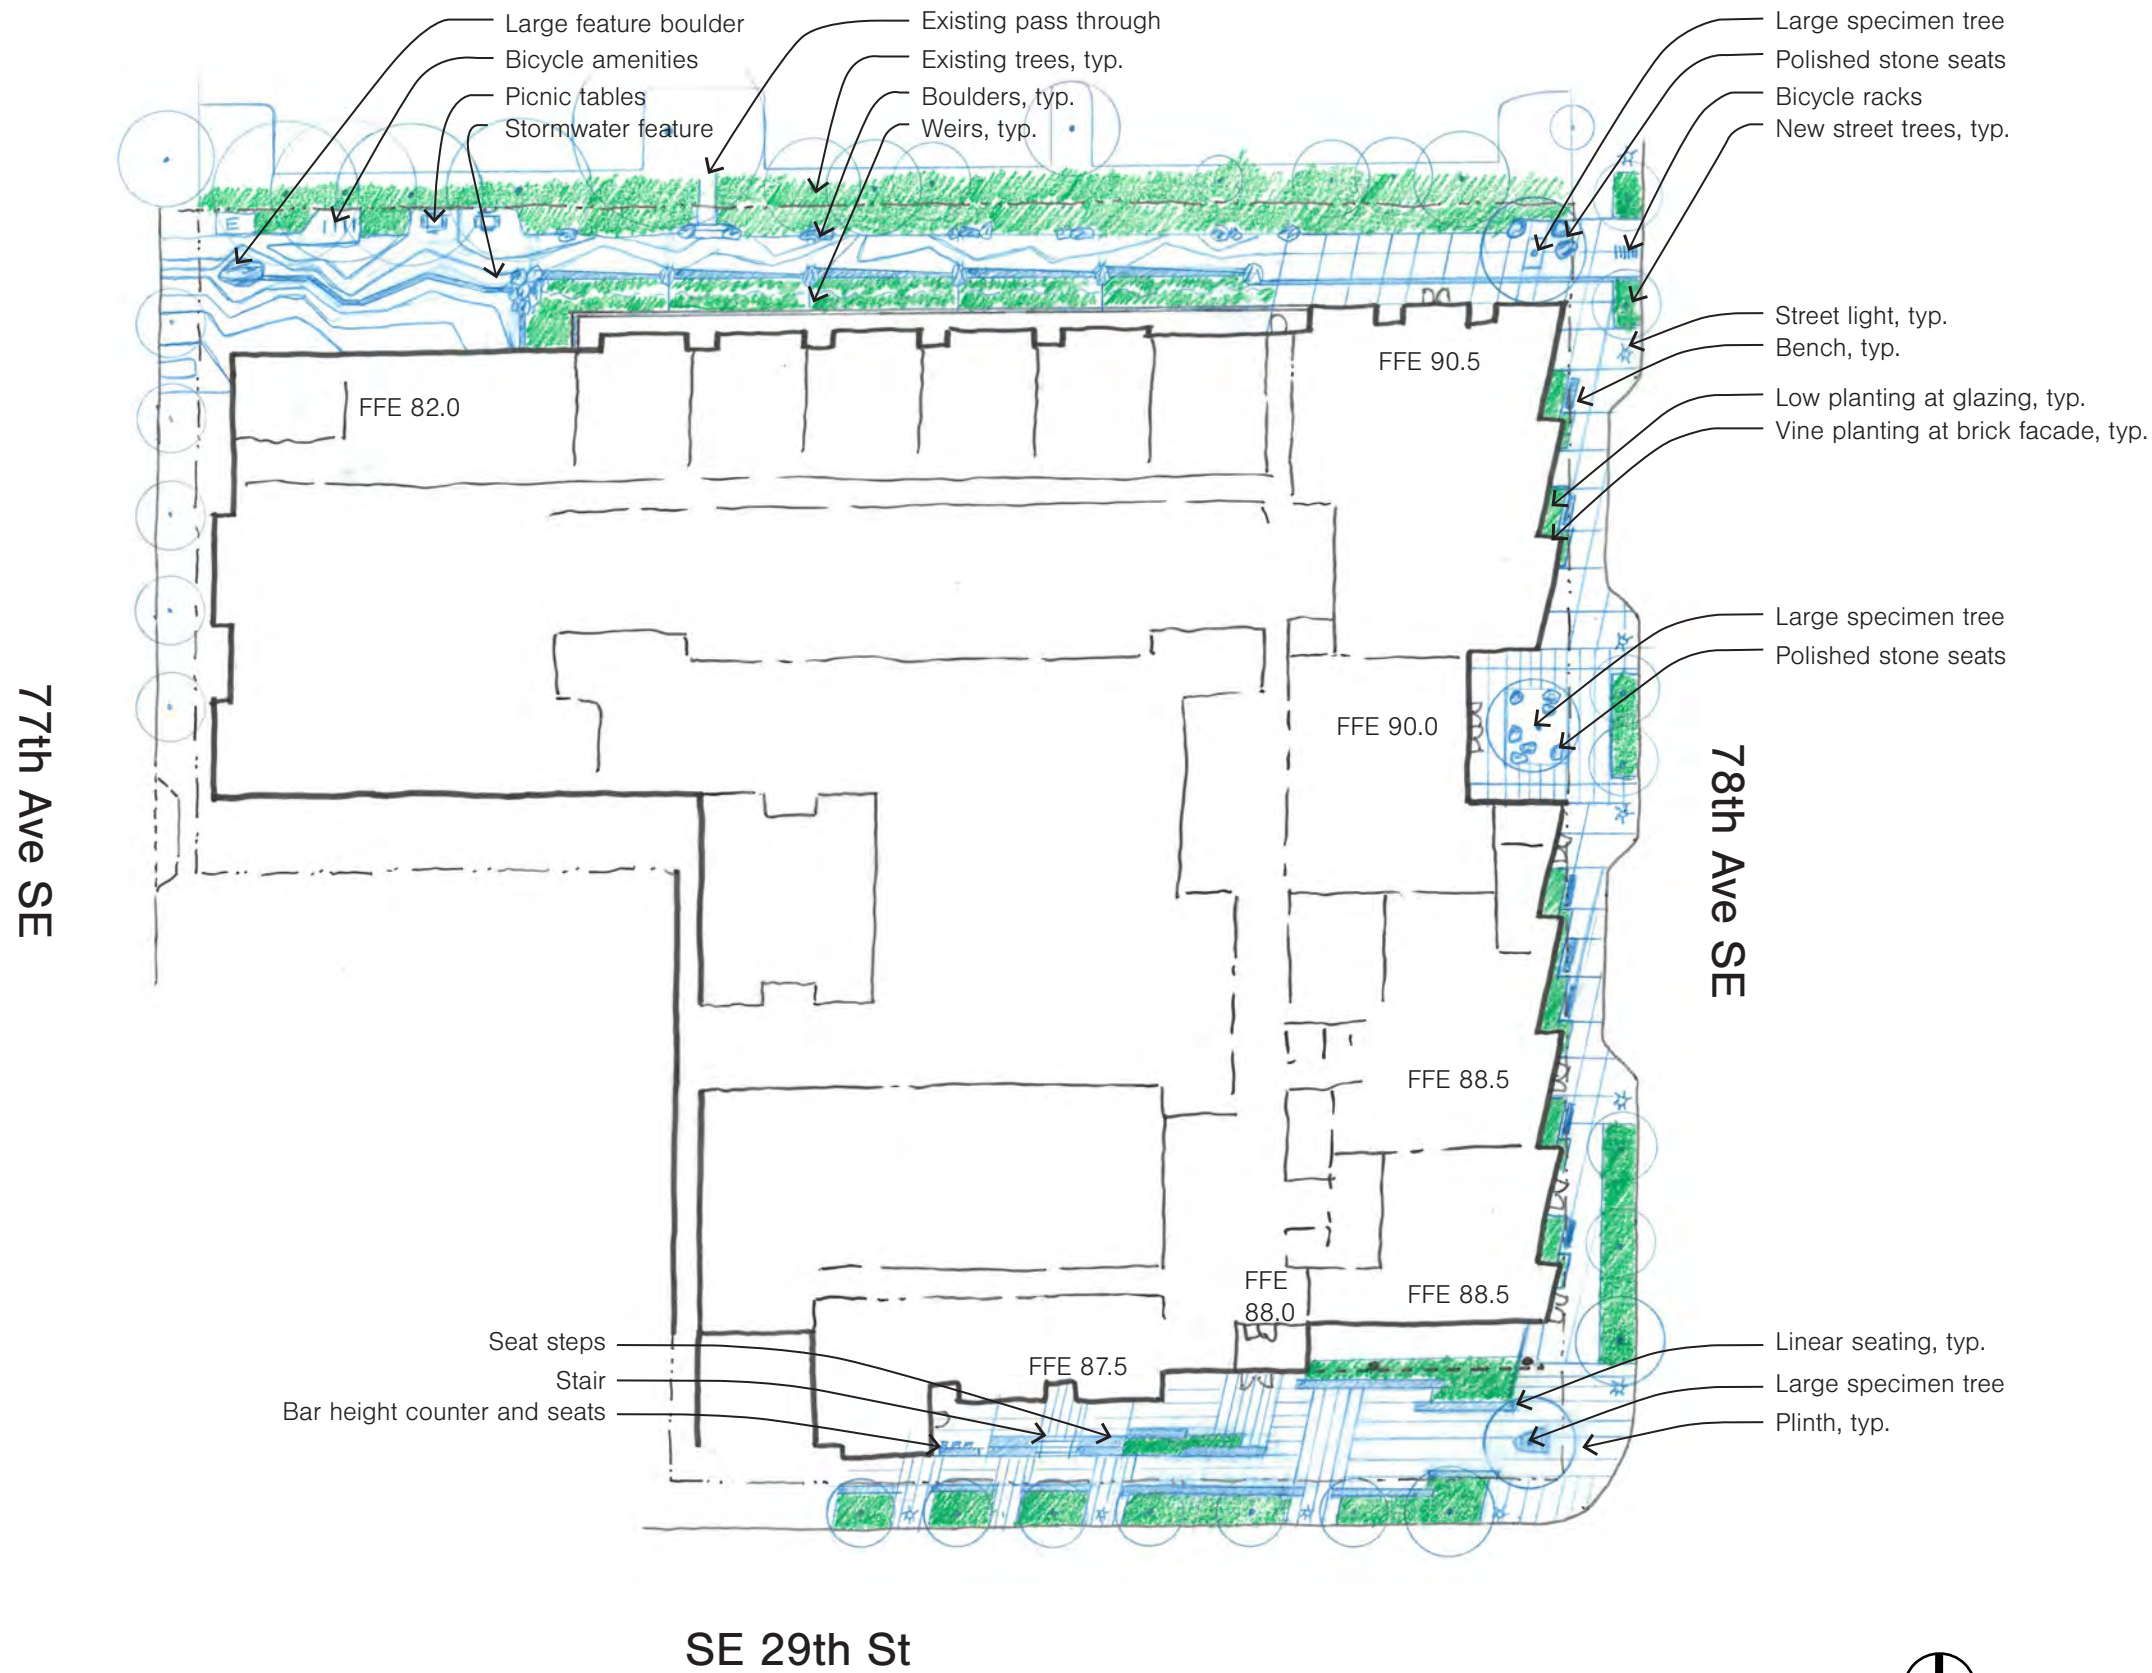 Large feature boulder
Bicycle amenities
Picnic tables
Stormwater feature
Existing pass through
Existing trees, typ.
Boulders, typ.
Weirs, typ.
Large specimen tree
Polished stone seats
Bicycle racks
New street trees, typ.
Street light, typ.
Bench, typ.
Low planting at glazing, typ.
Vine planting at brick facade, typ.
FFE 90.5
FFE 82.0
Large specimen tree
Polished stone seats
FFE 90.0
77th Ave SE
78th Ave SE
FFE 88.5
FFE
88.0
FFE 88.5
FFE 87.5
Seat steps
Stair
Bar height counter and seats
Linear seating, typ.
Large specimen tree
Plinth, typ.
SE 29th St